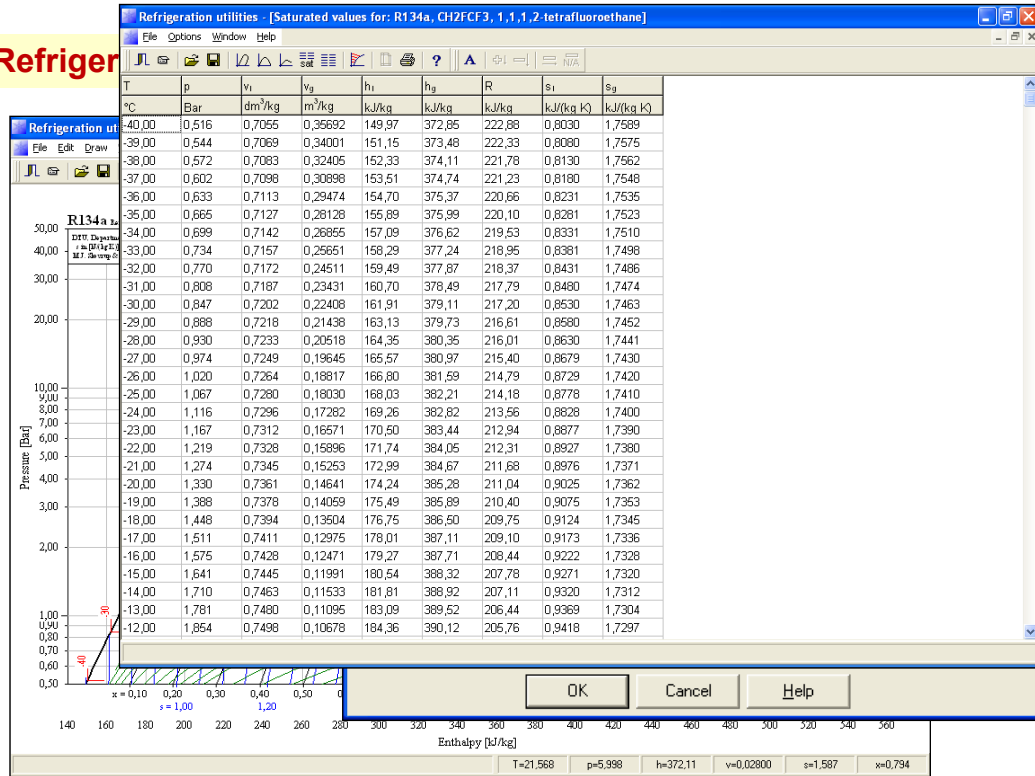 Refriger
Refrigeration utilities - [Saturated values for: R134a, CH2FCF3, 1,1,1,2-tetrafluoroethane]
File Options Window Help
sat ? A N/A
T p vl vg hl hg R sl sg
°C Bar dm³/kg m³/kg kJ/kg kJ/kg kJ/kg kJ/(kg K) kJ/(kg K)
-40,00 0,516 0,7055 0,35692 149,97 372,85 222,88 0,8030 1,7589
-39,00 0,544 0,7069 0,34001 151,15 373,48 222,33 0,8080 1,7575
-38,00 0,572 0,7083 0,32405 152,33 374,11 221,78 0,8130 1,7562
-37,00 0,602 0,7098 0,30898 153,51 374,74 221,23 0,8180 1,7548
-36,00 0,633 0,7113 0,29474 154,70 375,37 220,66 0,8231 1,7535
-35,00 0,665 0,7127 0,28128 155,89 375,99 220,10 0,8281 1,7523
-34,00 0,699 0,7142 0,26855 157,09 376,62 219,53 0,8331 1,7510
-33,00 0,734 0,7157 0,25651 158,29 377,24 218,95 0,8381 1,7498
-32,00 0,770 0,7172 0,24511 159,49 377,87 218,37 0,8431 1,7486
-31,00 0,808 0,7187 0,23431 160,70 378,49 217,79 0,8480 1,7474
-30,00 0,847 0,7202 0,22408 161,91 379,11 217,20 0,8530 1,7463
-29,00 0,888 0,7218 0,21438 163,13 379,73 216,61 0,8580 1,7452
-28,00 0,930 0,7233 0,20518 164,35 380,35 216,01 0,8630 1,7441
-27,00 0,974 0,7249 0,19645 165,57 380,97 215,40 0,8679 1,7430
-26,00 1,020 0,7264 0,18817 166,80 381,59 214,79 0,8729 1,7420
-25,00 1,067 0,7280 0,18030 168,03 382,21 214,18 0,8778 1,7410
-24,00 1,116 0,7296 0,17282 169,26 382,82 213,56 0,8828 1,7400
-23,00 1,167 0,7312 0,16571 170,50 383,44 212,94 0,8877 1,7390
-22,00 1,219 0,7328 0,15896 171,74 384,05 212,31 0,8927 1,7380
-21,00 1,274 0,7345 0,15253 172,99 384,67 211,68 0,8976 1,7371
-20,00 1,330 0,7361 0,14641 174,24 385,28 211,04 0,9025 1,7362
-19,00 1,388 0,7378 0,14059 175,49 385,89 210,40 0,9075 1,7353
-18,00 1,448 0,7394 0,13504 176,75 386,50 209,75 0,9124 1,7345
-17,00 1,511 0,7411 0,12975 178,01 387,11 209,10 0,9173 1,7336
-16,00 1,575 0,7428 0,12471 179,27 387,71 208,44 0,9222 1,7328
-15,00 1,641 0,7445 0,11991 180,54 388,32 207,78 0,9271 1,7320
-14,00 1,710 0,7463 0,11533 181,81 388,92 207,11 0,9320 1,7312
-13,00 1,781 0,7480 0,11095 183,09 389,52 206,44 0,9369 1,7304
-12,00 1,854 0,7498 0,10678 184,36 390,12 205,76 0,9418 1,7297
Refrigeration ut
File Edit Draw
R134a
DTU, Departme
50,00
40,00
30,00
20,00
10,00
9,00
8,00
7,00
6,00
5,00
4,00
3,00
2,00
1,00
0,90
0,80
0,70
0,60
0,50
Pressure [Bar]
-30
-40
x = 0,10 0,20 0,30 0,40 0,50
s = 1,00 1,20
140 160 180 200 220 240 260 280 300 320 340 360 380 400 420 440 460 480 500 520 540 560
Enthalpy [kJ/kg]
OK Cancel Help
T=21,568 p=5,998 h=372,11 v=0,02800 s=1,587 x=0,794